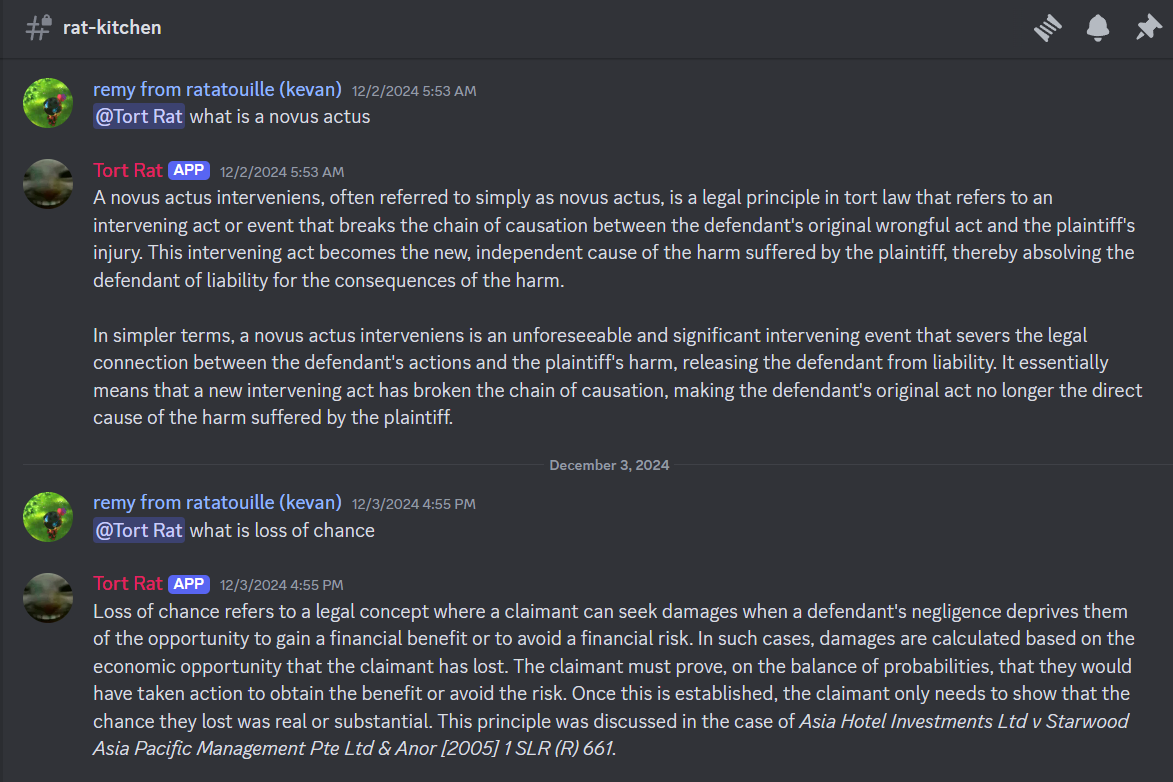 rat-kitchen
remy from ratatouille (kevan) 12/2/2024 5:53 AM
@Tort Rat what is a novus actus
Tort Rat APP 12/2/2024 5:53 AM
A novus actus interveniens, often referred to simply as novus actus, is a legal principle in tort law that refers to an
intervening act or event that breaks the chain of causation between the defendant's original wrongful act and the plaintiff's
injury. This intervening act becomes the new, independent cause of the harm suffered by the plaintiff, thereby absolving the
defendant of liability for the consequences of the harm.
In simpler terms, a novus actus interveniens is an unforeseeable and significant intervening event that severs the legal
connection between the defendant's actions and the plaintiff's harm, releasing the defendant from liability. It essentially
means that a new intervening act has broken the chain of causation, making the defendant's original act no longer the direct
cause of the harm suffered by the plaintiff.
December 3, 2024
remy from ratatouille (kevan) 12/3/2024 4:55 PM
@Tort Rat what is loss of chance
Tort Rat APP 12/3/2024 4:55 PM
Loss of chance refers to a legal concept where a claimant can seek damages when a defendant's negligence deprives them
of the opportunity to gain a financial benefit or to avoid a financial risk. In such cases, damages are calculated based on the
economic opportunity that the claimant has lost. The claimant must prove, on the balance of probabilities, that they would
have taken action to obtain the benefit or avoid the risk. Once this is established, the claimant only needs to show that the
chance they lost was real or substantial. This principle was discussed in the case of Asia Hotel Investments Ltd v Starwood
Asia Pacific Management Pte Ltd & Anor [2005] 1 SLR (R) 661.